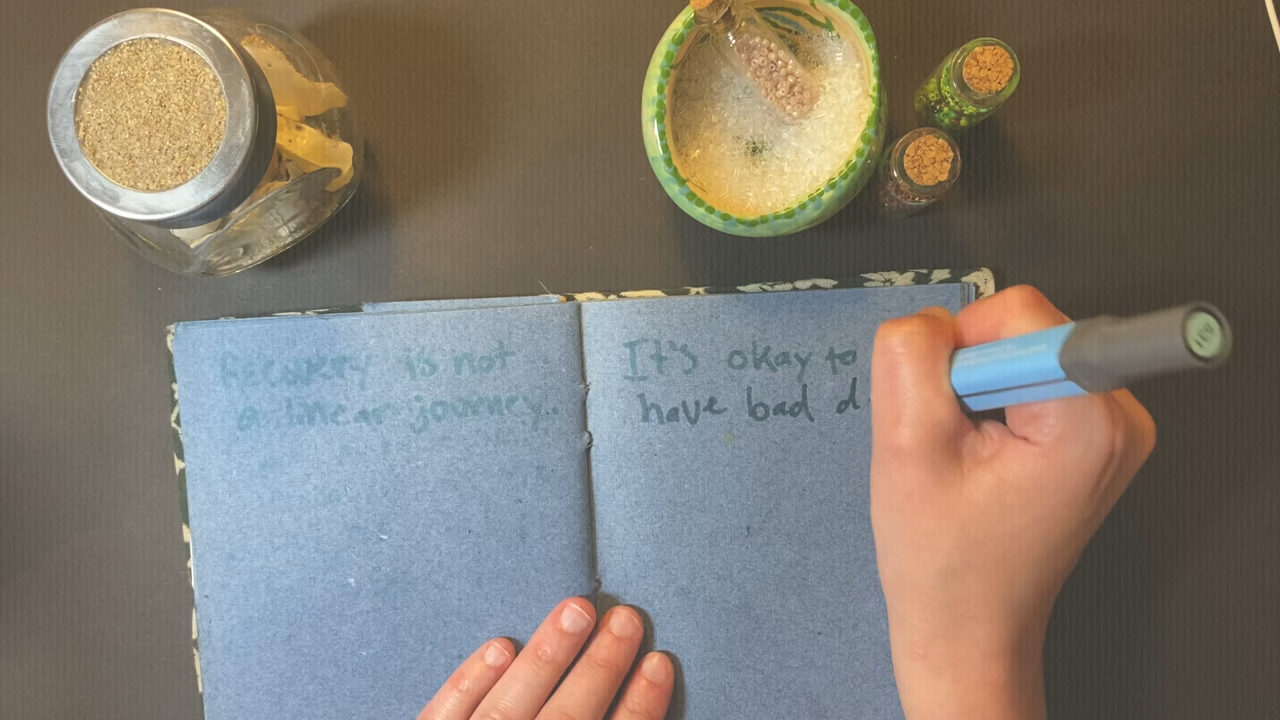 Recovery is not
a linear journey.
It's okay to
have bad d